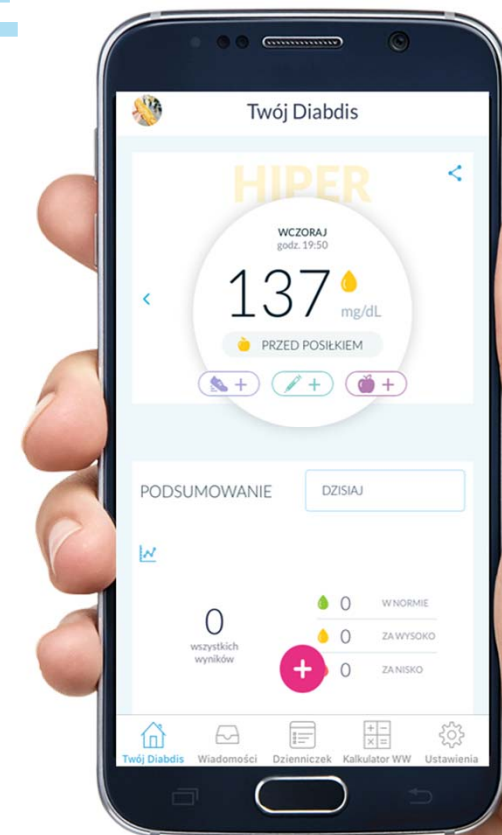 Twój Diabdis
HIPER
WCZORAJ
godz. 19:50
137
mg/dL
PRZED POSIŁKIEM
+ + +
PODSUMOWANIE
DZISIAJ
0
wszystkich
wyników
0 W NORMIE
0 ZA WYSOKO
0 ZA NISKO
+
Twój Diabdis Wiadomości Dzienniczek Kalkulator WW Ustawienia